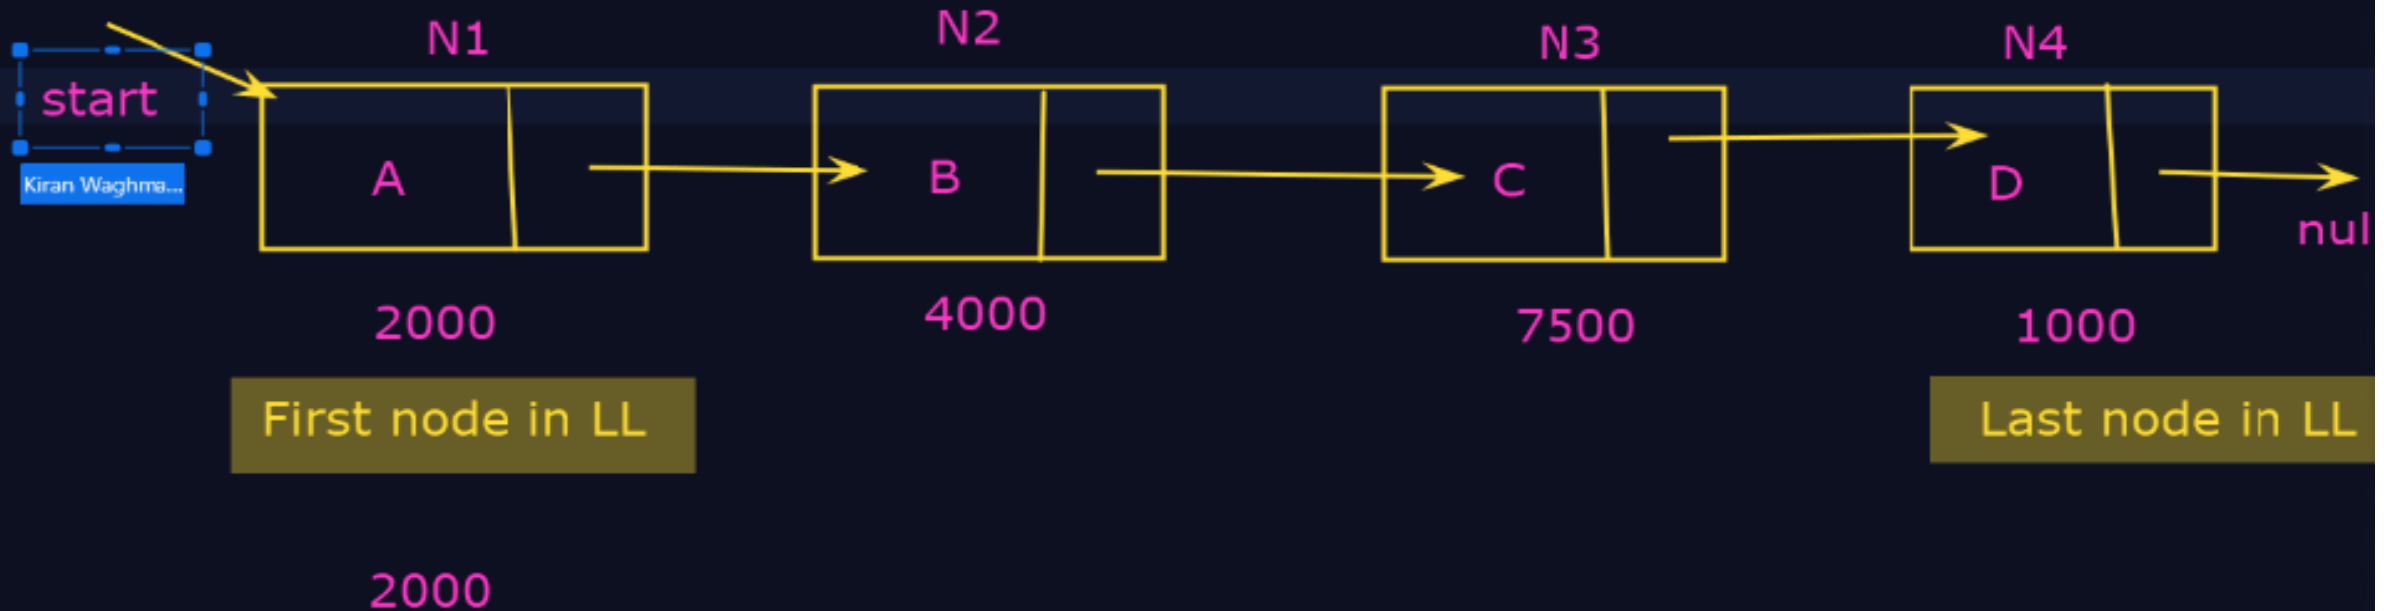 N1 N2 N3 N4
start
A B C D
Kiran Waghma...
nul
2000 4000 7500 1000
First node in LL Last node in LL
2000